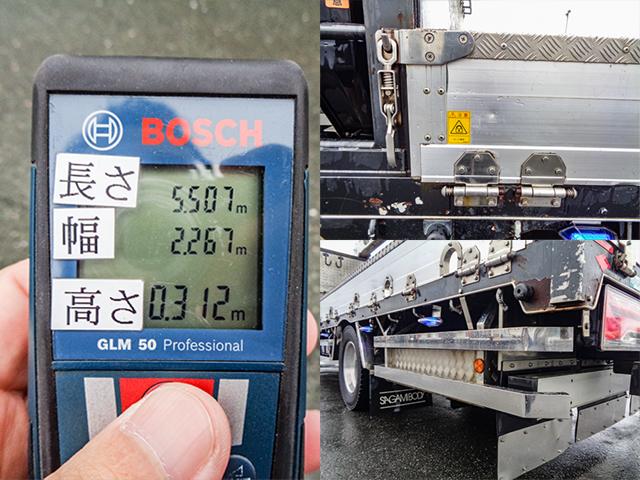 BOSCH
長さ 5.507m
幅 2.267m
高さ 0.312m
GLM 50 Professional
SAGAMIBODY